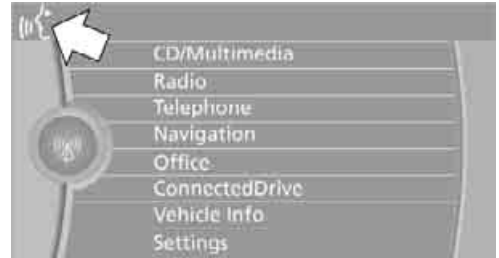 CD/Multimedia
Radio
Telephone
Navigation
Office
ConnectedDrive
Vehicle Info
Settings